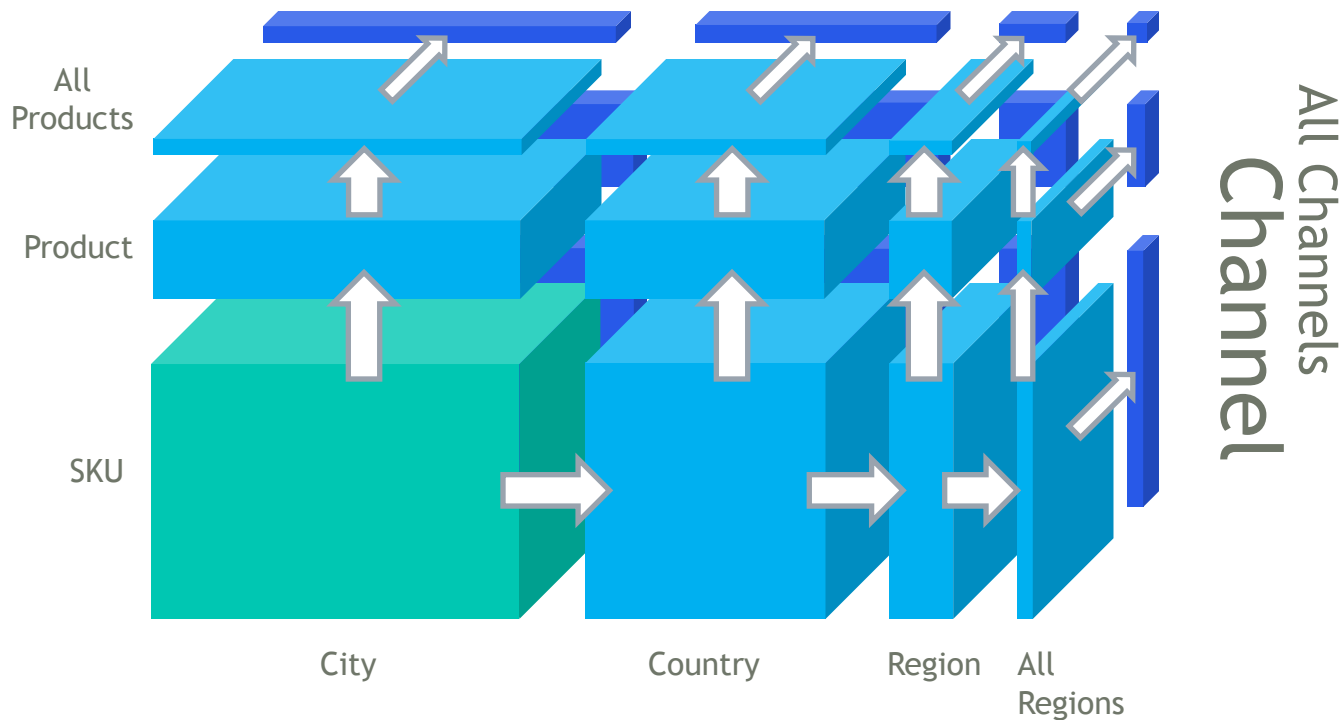 All
Products
Product
SKU
City
Country
Region
All
Regions
Channel
All Channels